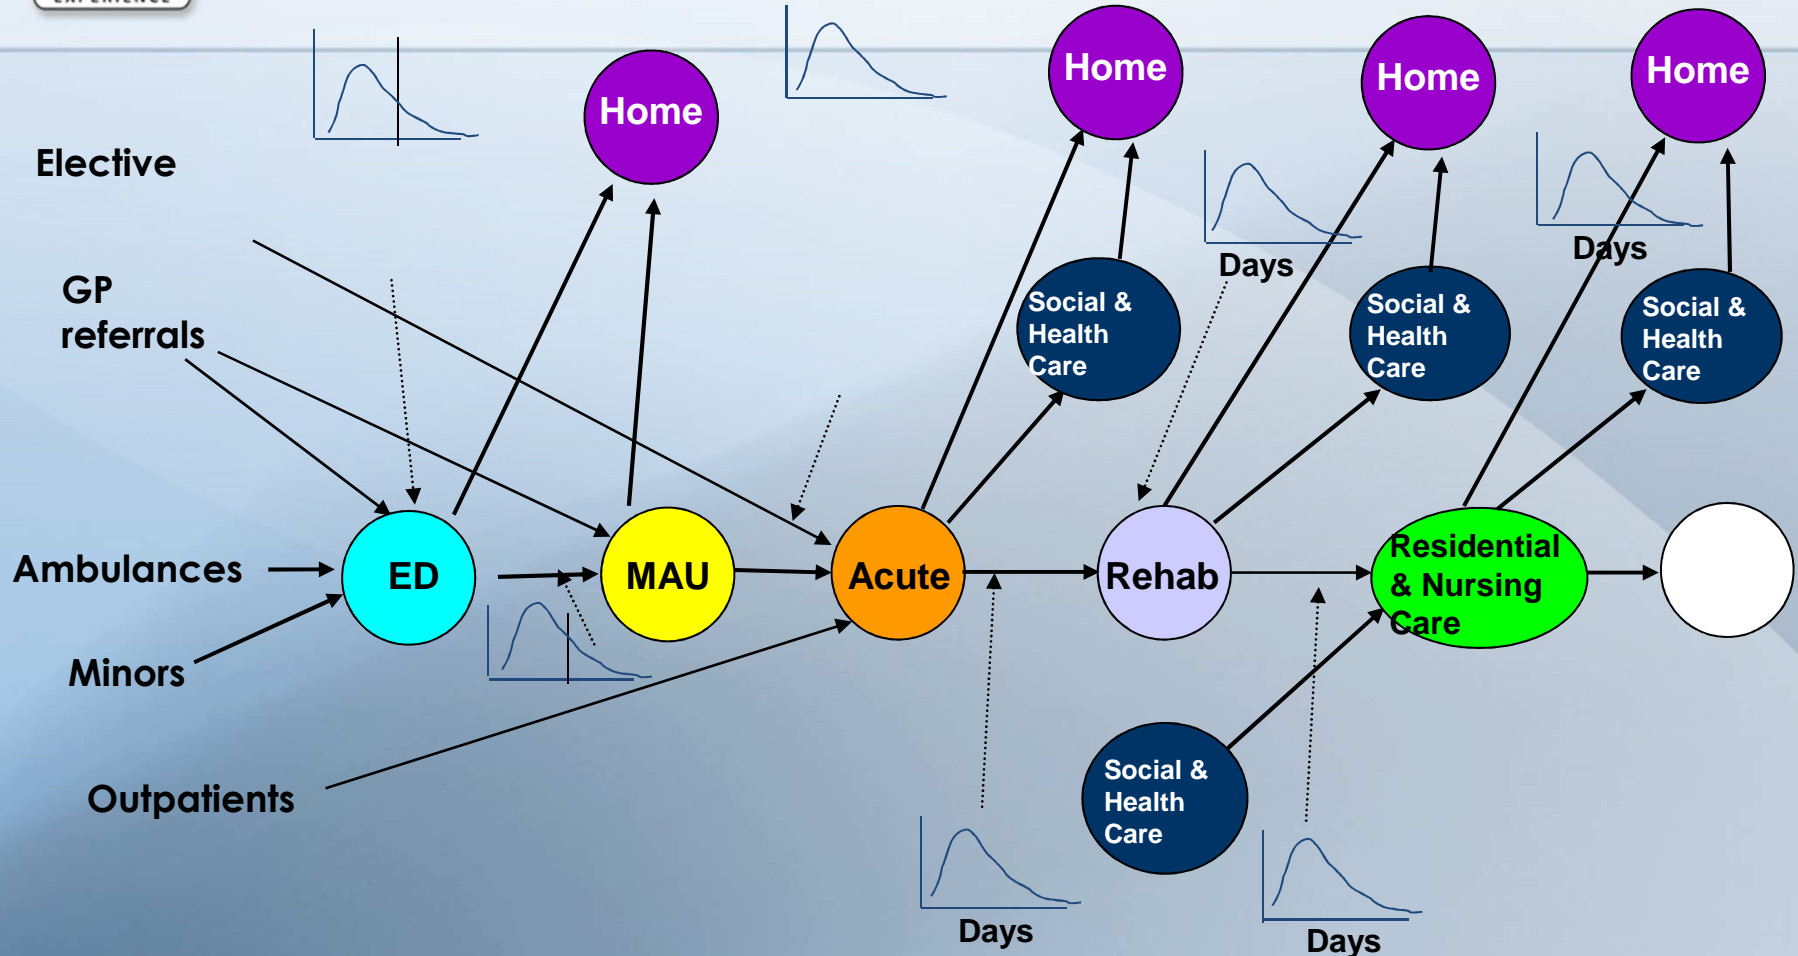 EXPERIENCE
Home
Home
Home
Home
Elective
Days
Days
GP
referrals
Social &
Health
Care
Social &
Health
Care
Social &
Health
Care
Ambulances
ED
MAU
Acute
Rehab
Residential
& Nursing
Care
Minors
Outpatients
Social &
Health
Care
Days
Days